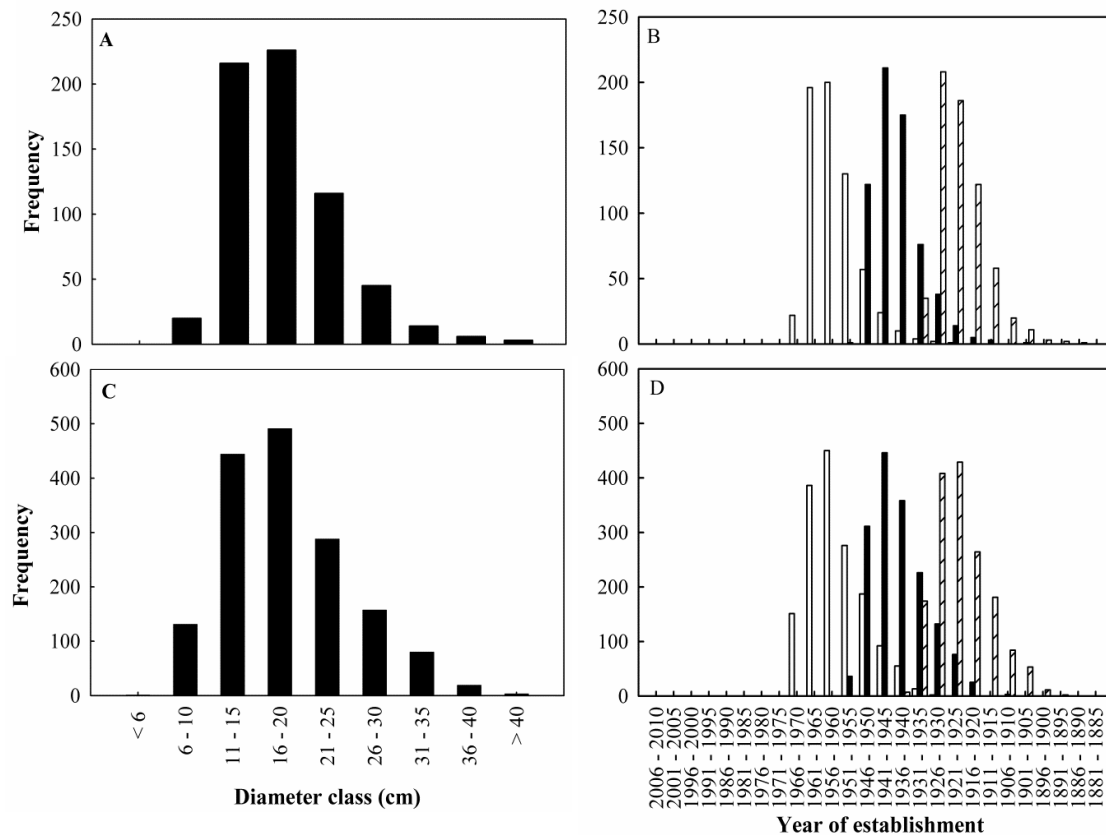 A
250
200
150
100
50
0
Frequency
B
250
200
150
100
50
0
C
600
500
400
300
200
100
0
Frequency
< 6
6 - 10
11 - 15
16 - 20
21 - 25
26 - 30
31 - 35
36 - 40
> 40
Diameter class (cm)
D
600
500
400
300
200
100
0
2006 - 2010
2001 - 2005
1996 - 2000
1991 - 1995
1986 - 1990
1981 - 1985
1976 - 1980
1971 - 1975
1966 - 1970
1961 - 1965
1956 - 1960
1951 - 1955
1946 - 1950
1941 - 1945
1936 - 1940
1931 - 1935
1926 - 1930
1921 - 1925
1916 - 1920
1911 - 1915
1906 - 1910
1901 - 1905
1896 - 1900
1891 - 1895
1886 - 1890
1881 - 1885
Year of establishment